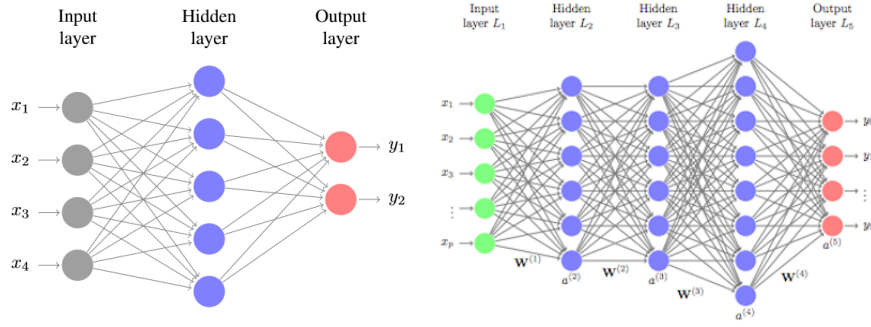 Input
layer
Hidden
layer
Output
layer
x₁
x₂
x₃
x₄
y₁
y₂
Input
layer L₁
Hidden
layer L₂
Hidden
layer L₃
Hidden
layer L₄
Output
layer L₅
x₁
x₂
x₃
⋮
xₚ
W⁽¹⁾
a⁽²⁾
W⁽²⁾
a⁽³⁾
W⁽³⁾
a⁽⁴⁾
W⁽⁴⁾
a⁽⁵⁾
y
y
⋮
y